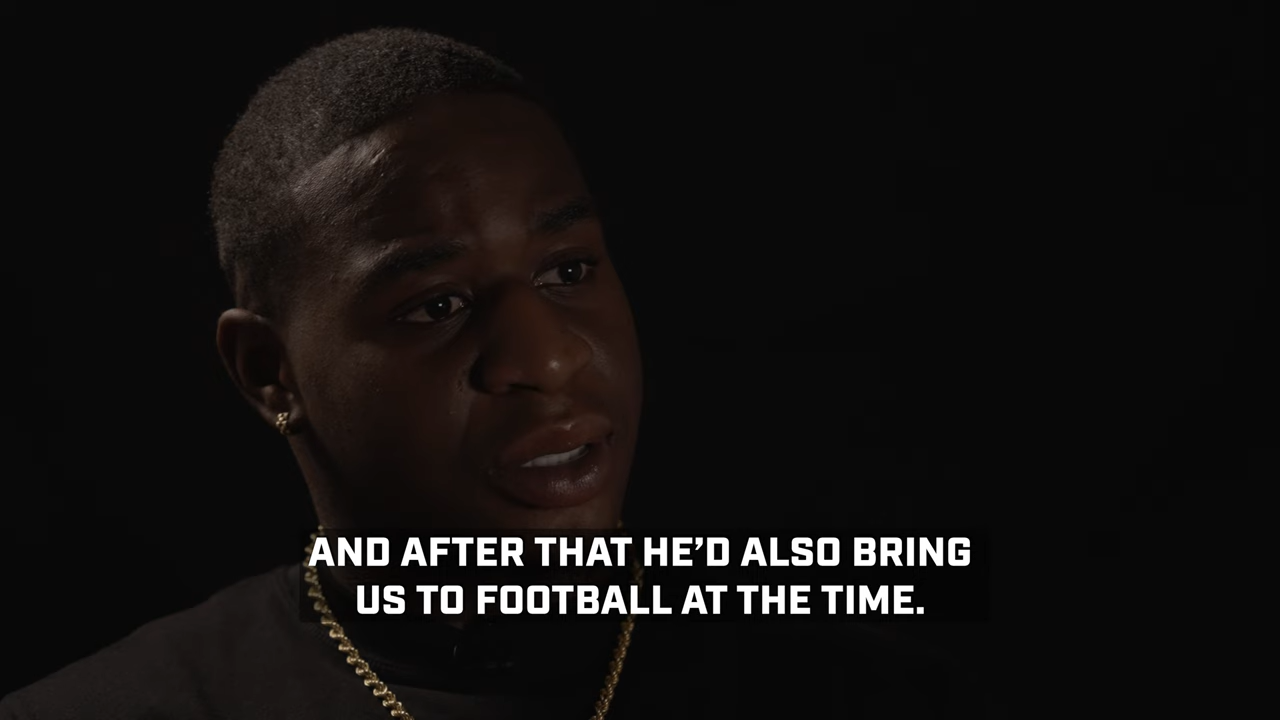 AND AFTER THAT HE’D ALSO BRING
US TO FOOTBALL AT THE TIME.